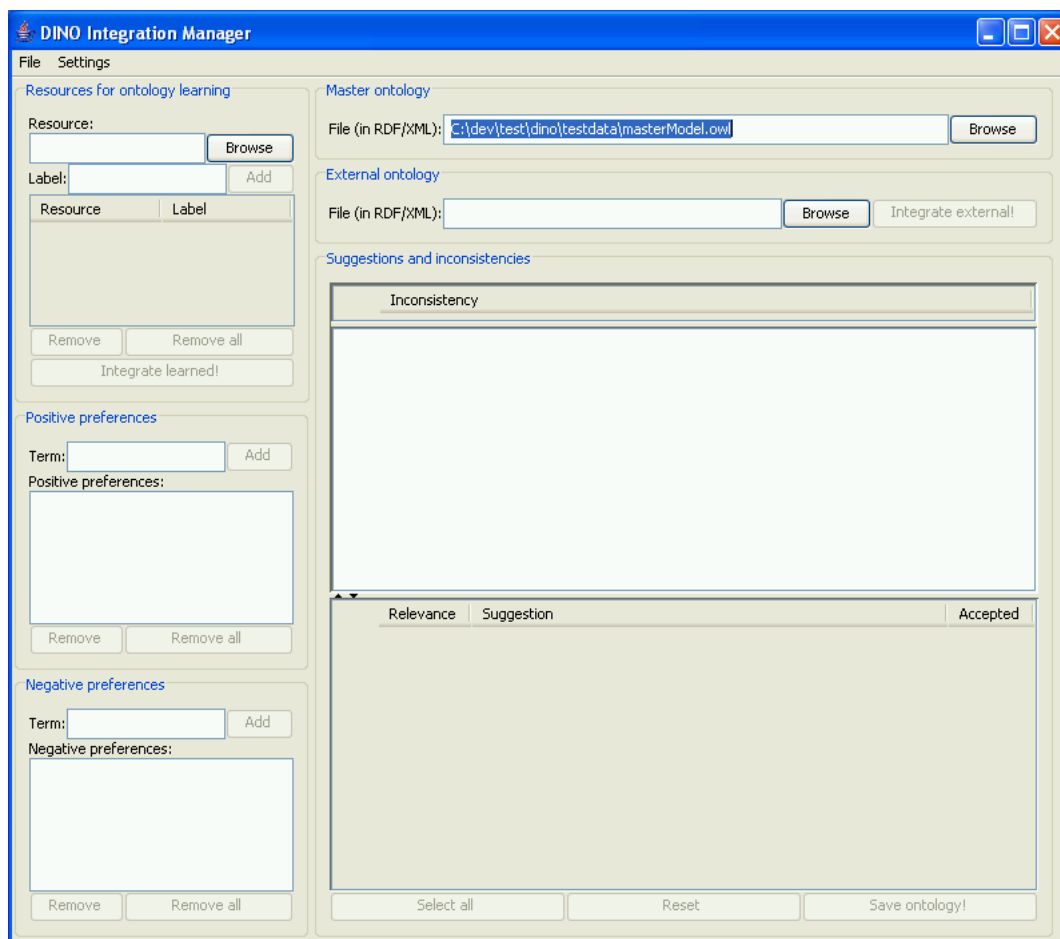 DINO Integration Manager
File Settings
Resources for ontology learning
Resource:
Browse
Label: Add
Resource Label
Remove Remove all
Integrate learned!
Positive preferences
Term: Add
Positive preferences:
Remove Remove all
Negative preferences
Term: Add
Negative preferences:
Remove Remove all
Master ontology
File (in RDF/XML): C:\dev\test\dino\testdata\masterModel.owl Browse
External ontology
File (in RDF/XML): Browse Integrate external!
Suggestions and inconsistencies
Inconsistency
Relevance Suggestion Accepted
Select all Reset Save ontology!